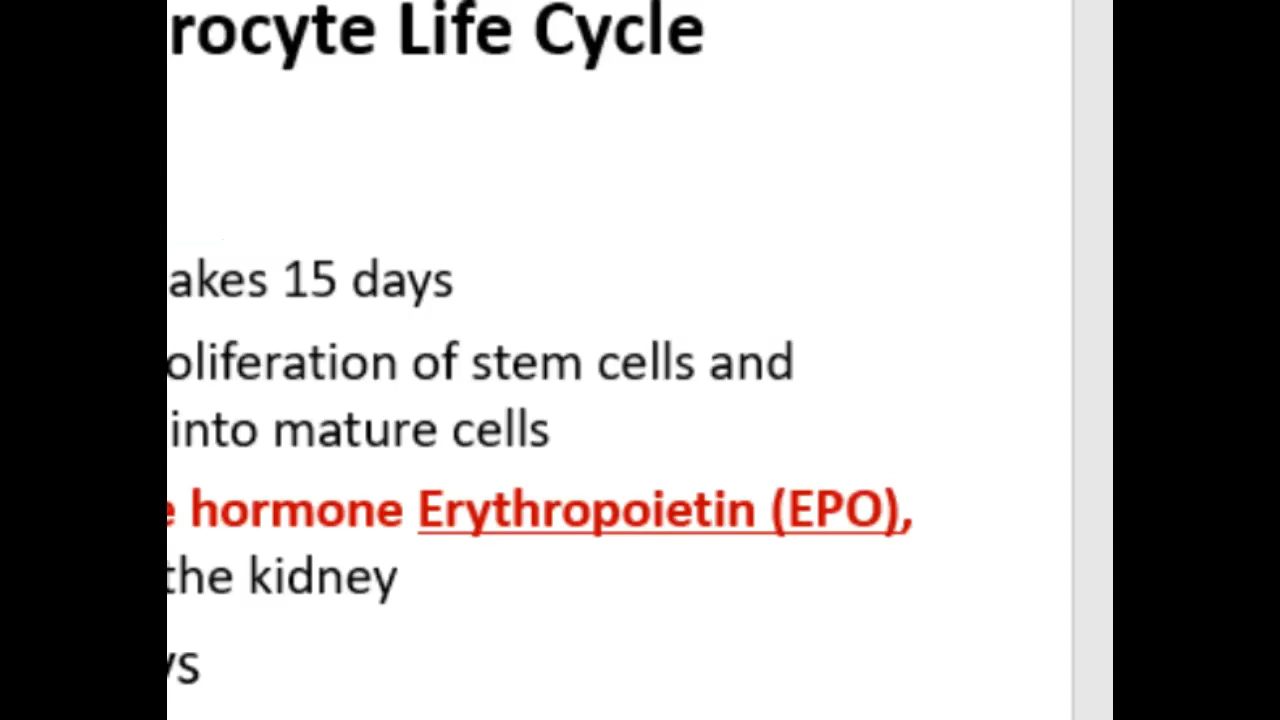 rocyte Life Cycle
akes 15 days
oliferation of stem cells and
into mature cells
e hormone Erythropoietin (EPO),
the kidney
ys